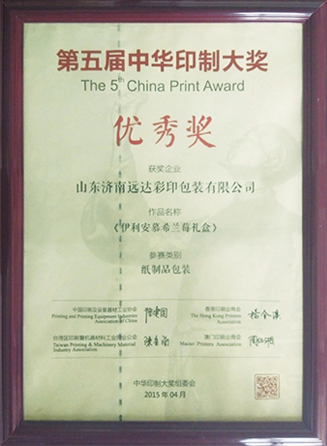 第五届中华印制大奖
The 5th China Print Award
优秀奖
获奖企业
山东济南远达彩印包装有限公司
作品名称
《伊利安慕希兰莓礼盒》
参赛类别
纸制品包装
中国印刷及设备器材工业协会
Printing and Printing Equipment Industries
Association of China
香港印刷业商会
The Hong Kong Printers
Association
台湾区印刷暨机器材料工业同业公会
Taiwan Printing & Machinery Material
Industry Association
澳门印刷业商会
Macao Printers Association
中华印制大奖组委会
2015 年 04 月